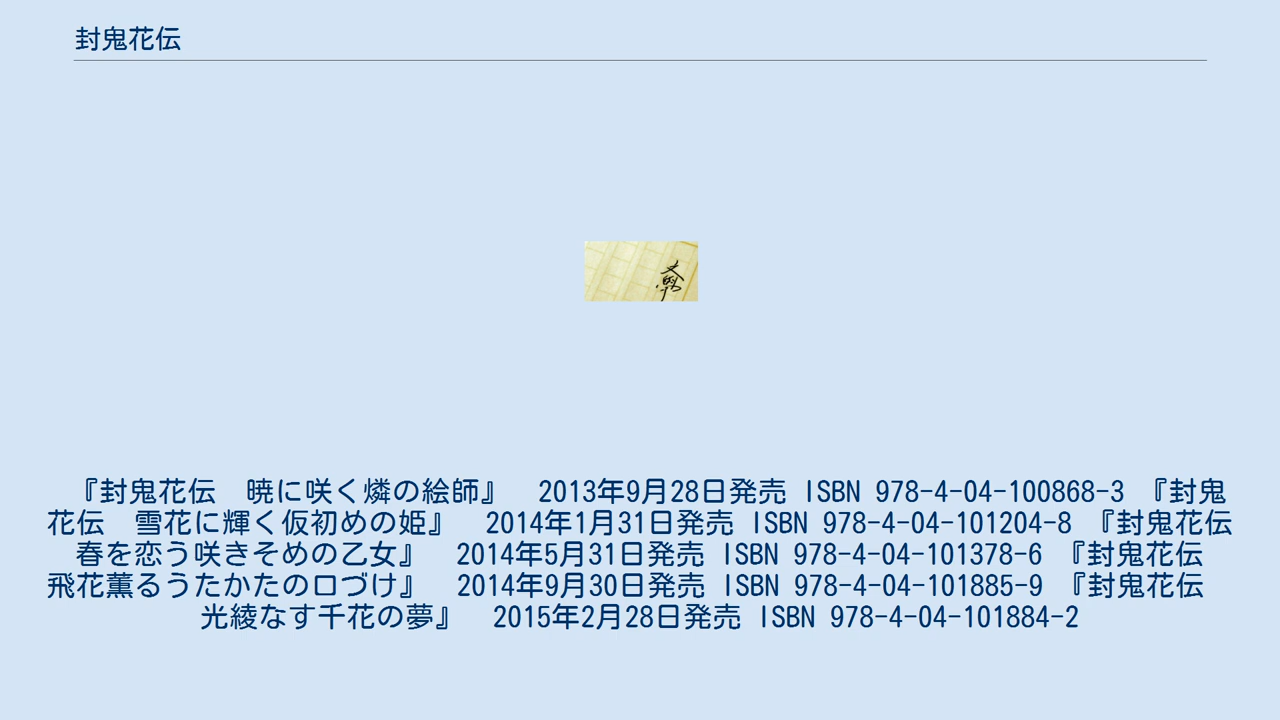 封鬼花伝
『封鬼花伝　暁に咲く燐の絵師』　2013年9月28日発売 ISBN 978-4-04-100868-3 『封鬼
花伝　雪花に輝く仮初めの姫』　2014年1月31日発売 ISBN 978-4-04-101204-8 『封鬼花伝
春を恋う咲きそめの乙女』　2014年5月31日発売 ISBN 978-4-04-101378-6 『封鬼花伝
飛花薫るうたかたの口づけ』　2014年9月30日発売 ISBN 978-4-04-101885-9 『封鬼花伝
光綾なす千花の夢』　2015年2月28日発売 ISBN 978-4-04-101884-2